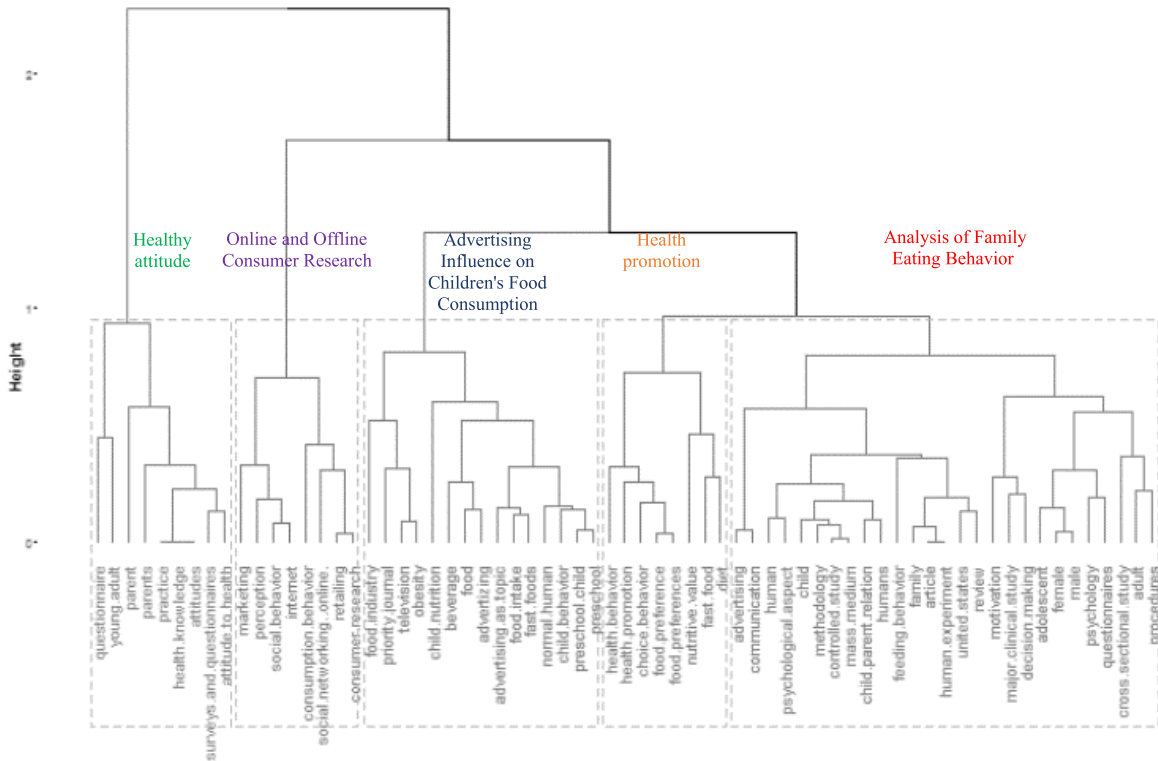 2
Healthy
attitude
Online and Offline
Consumer Research
Advertising
Influence on
Children's Food
Consumption
Health
promotion
Analysis of Family
Eating Behavior
1
Height
0
questionnaire
young.adult
parent
parents
practice
health.knowledge
attitudes
surveys.and.questionnaires
attitude.to.health
marketing
perception
social.behavior
internet
consumption.behavior
social.networking..online.
retailing
consumer.research
food.industry
priority.journal
television
obesity
child.nutrition
beverage
food
advertizing
advertising.as.topic
food.intake
fast.foods
normal.human
child.behavior
preschool.child
preschool
health.behavior
health.promotion
choice.behavior
food.preference
food.preferences
nutritive.value
fast.food
diet
advertising
communication
human
psychological.aspect
child
methodology
controlled.study
mass.medium
child.parent.relation
humans
feeding.behavior
family
article
human.experiment
united.states
review
motivation
major.clinical.study
decision.making
adolescent
female
male
psychology
questionnaires
cross.sectional.study
adult
procedures